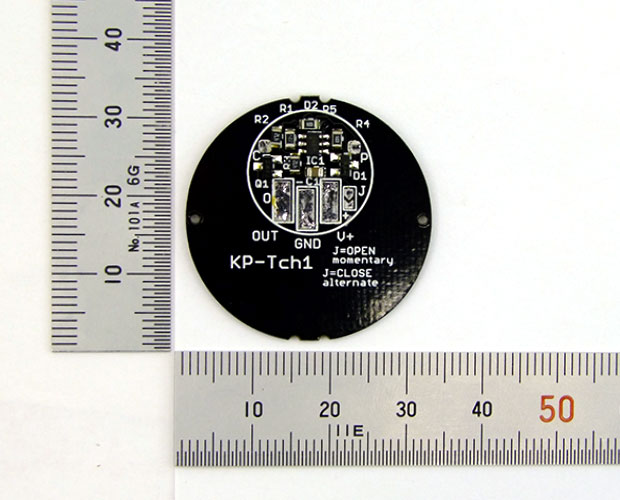 40
30
20
10
No.101A 6G
R1 D2 R5
R2
R4
C
P
IC1
D1
Q1
C1
J
O
+
OUT
GND
V+
KP-Tch1
J=OPEN
momentary
J=CLOSE
alternate
10 20 30 40 50
11E